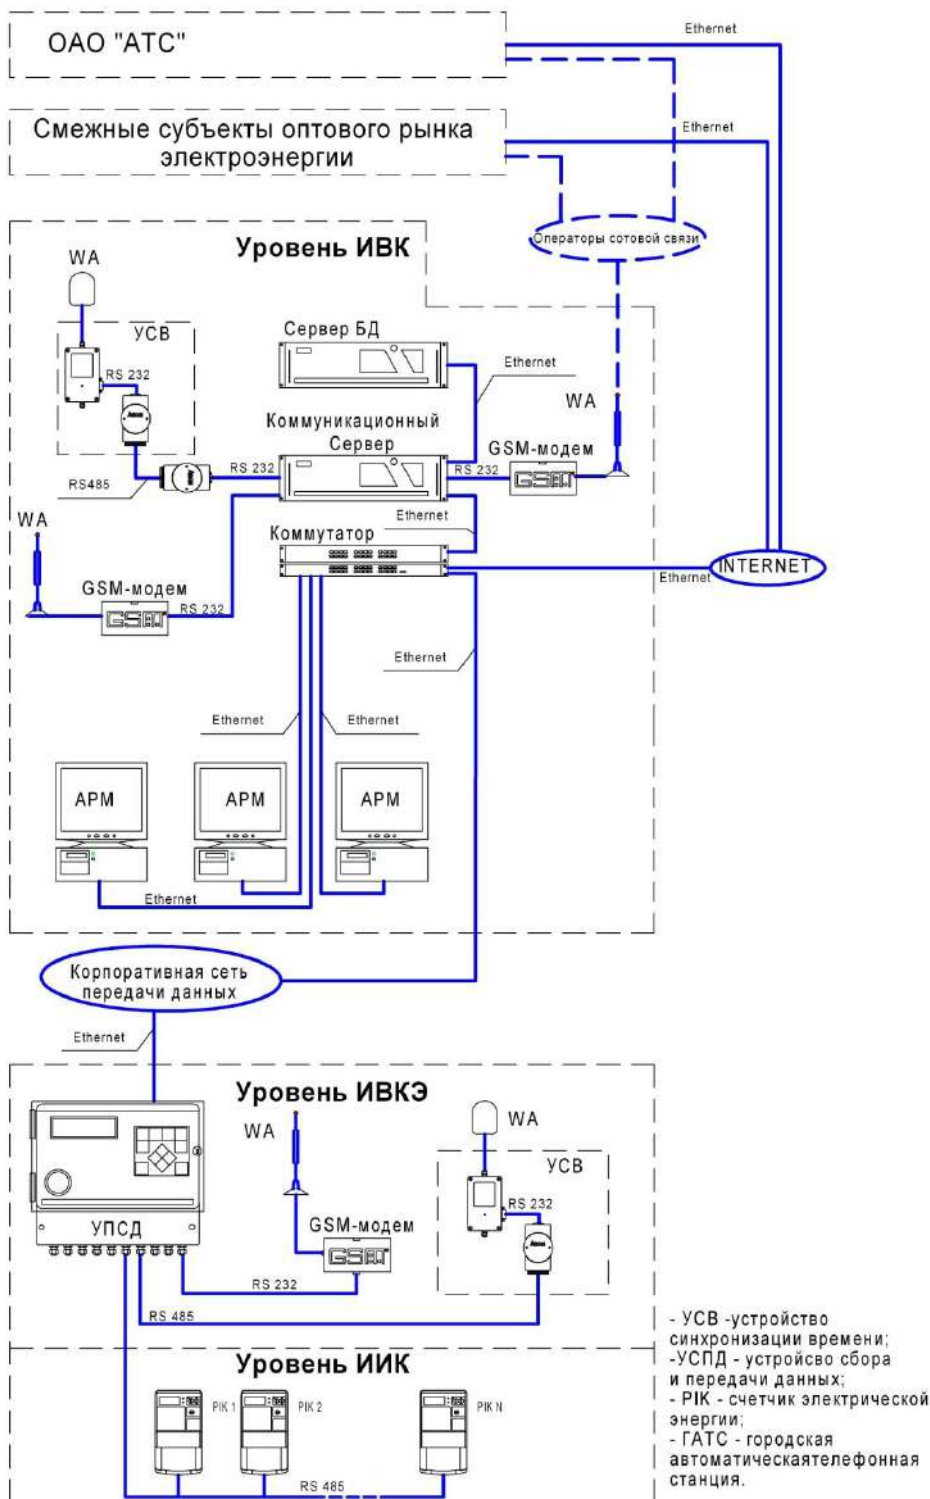 Ethernet
ОАО "АТС"
Ethernet
Смежные субъекты оптового рынка
электроэнергии
Операторы сотовой связи
Уровень ИВК
WA
УСВ
RS 232
Сервер БД
Ethernet
WA
Коммуникационный
Сервер
GSM-модем
RS 232
RS 232
GSM
RS485
WA
Ethernet
Коммутатор
INTERNET
Ethernet
GSM-модем
RS 232
GSM
Ethernet
Ethernet
Ethernet
АРМ
АРМ
АРМ
Ethernet
Корпоративная сеть
передачи данных
Ethernet
Уровень ИВКЭ
WA
WA
УСВ
RS 232
УПСД
GSM-модем
GSM
RS 232
RS 485
Уровень ИИК
PIK 1
PIK 2
PIK N
RS 485
- УСВ -устройство
синхронизации времени;
-УСПД - устройсво сбора
и передачи данных;
- PIK - счетчик электрической
энергии;
- ГАТС - городская
автоматическаятелефонная
станция.